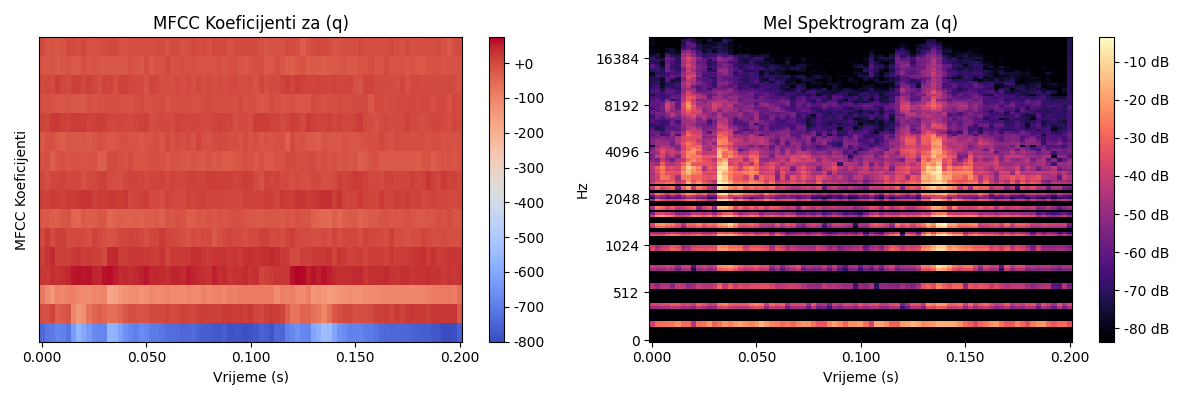 MFCC Koeficijenti za (q)
MFCC Koeficijenti
+0
-100
-200
-300
-400
-500
-600
-700
-800
0.000 0.050 0.100 0.150 0.200
Vrijeme (s)
Mel Spektrogram za (q)
Hz
16384
8192
4096
2048
1024
512
0
0.000 0.050 0.100 0.150 0.200
Vrijeme (s)
-10 dB
-20 dB
-30 dB
-40 dB
-50 dB
-60 dB
-70 dB
-80 dB